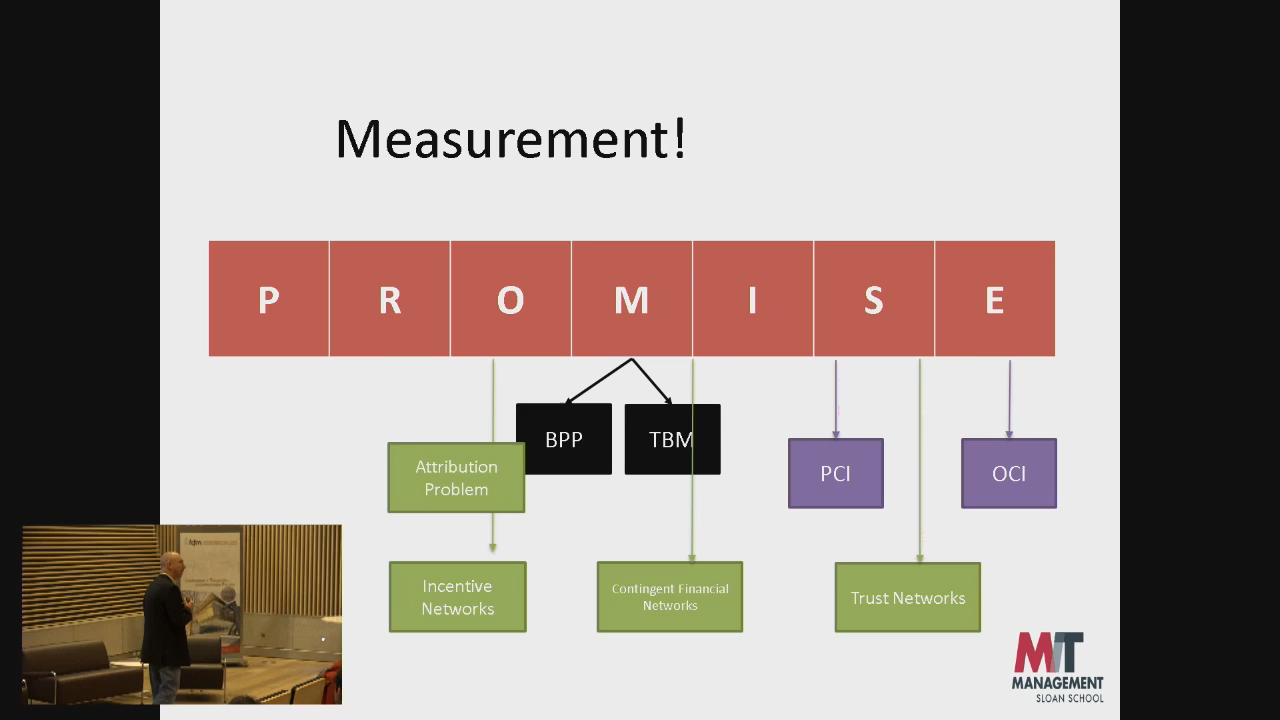 Measurement!
P R O M I S E
BPP
TBM
Attribution
Problem
PCI
OCI
Incentive
Networks
Contingent Financial
Networks
Trust Networks
MIT
MANAGEMENT
SLOAN SCHOOL